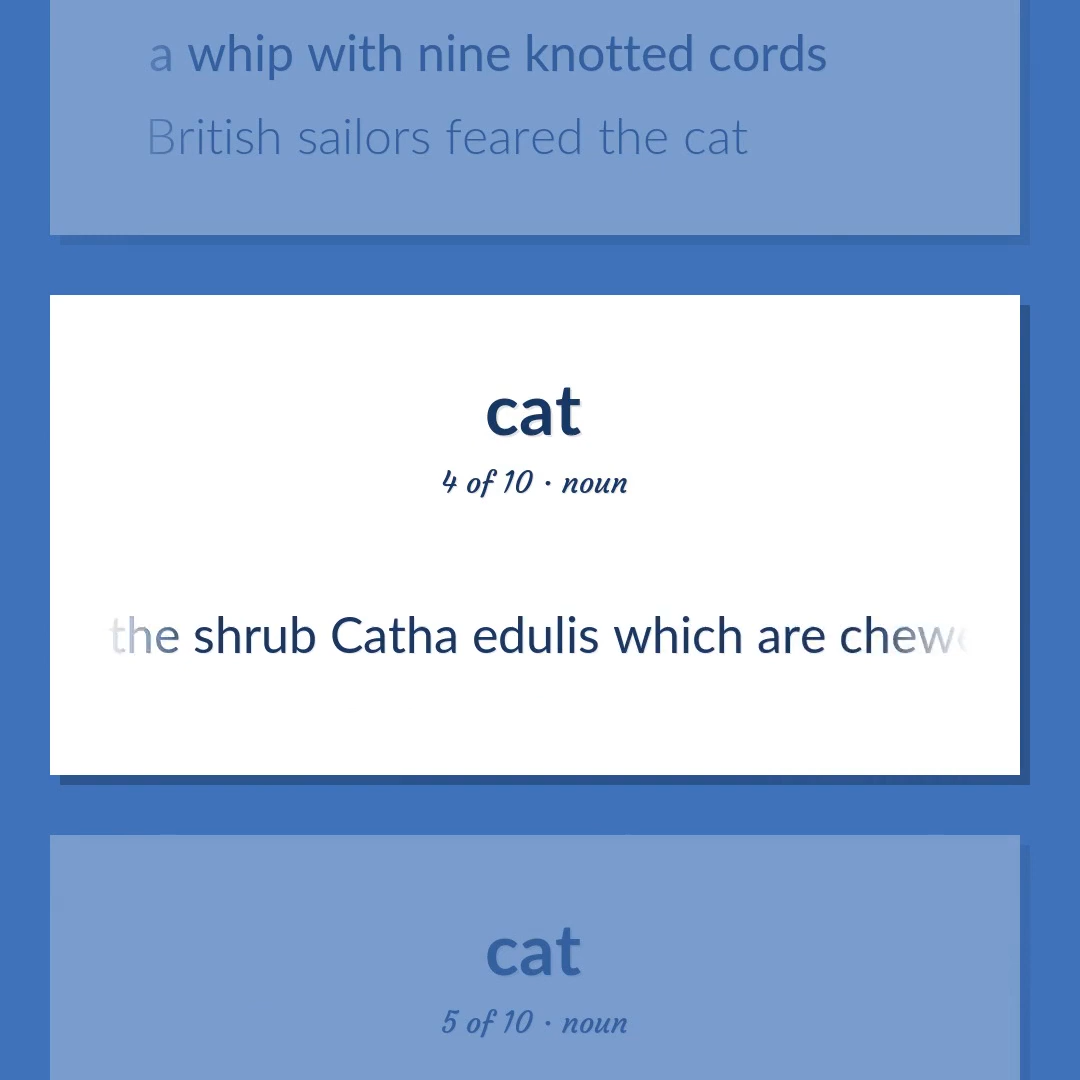 a whip with nine knotted cords
British sailors feared the cat
cat
4 of 10 · noun
the shrub Catha edulis which are chew
cat
5 of 10 · noun